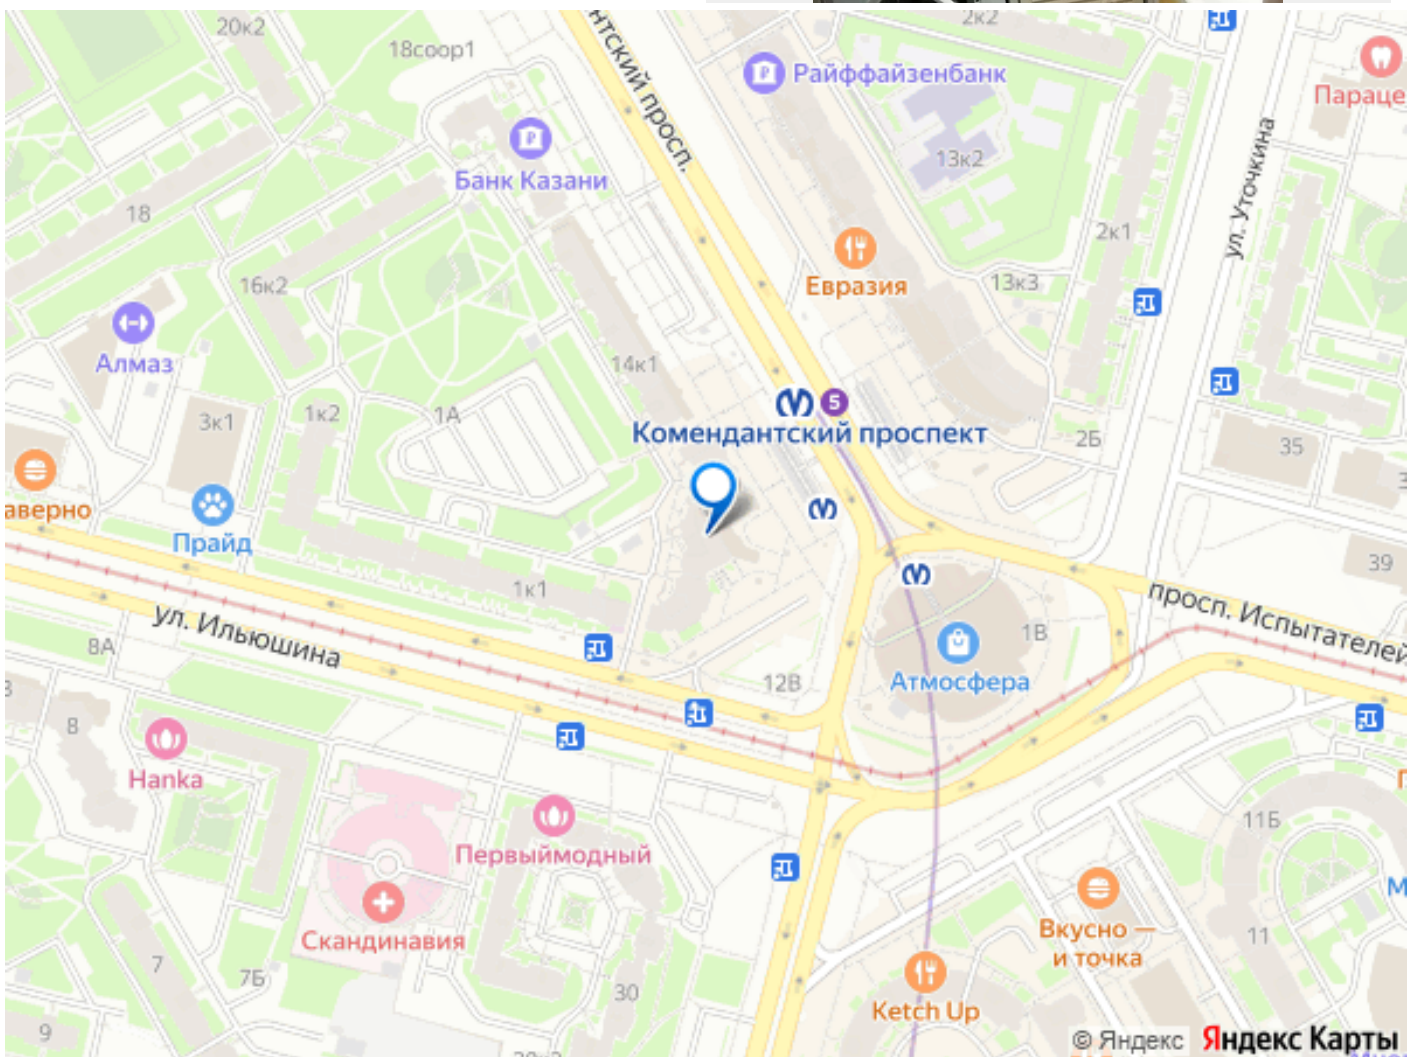 20к2
18соор1
2к2
нтский просп.
Райффайзенбанк
Параце
Банк Казани
13к2
ул. Уточкина
18
2к1
16к2
Евразия
13к3
Алмаз
14к1
5
Комендантский проспект
3к1
1к2
1А
2Б
35
аверно
Прайд
1к1
39
просп. Испытателей
ул. Ильюшина
8А
1В
Атмосфера
12В
8
Hanka
Первыймодный
11Б
Скандинавия
Вкусно —
и точка
11
7
7Б
30
Ketch Up
9
© Яндекс Яндекс Карты